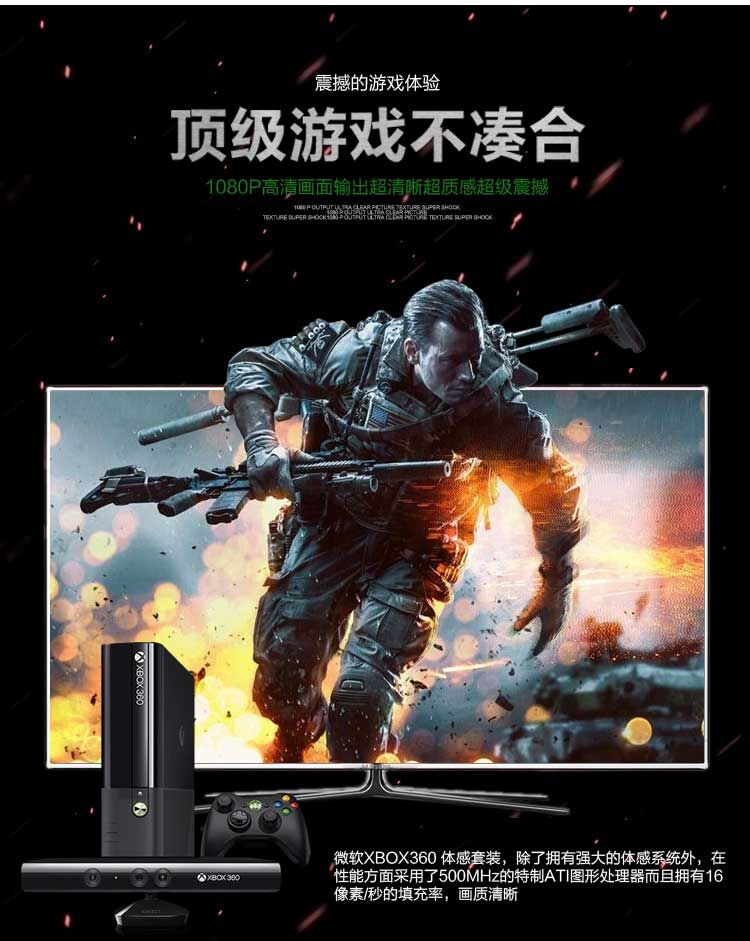 震撼的游戏体验
顶级游戏不凑合
1080P高清画面输出超清晰超质感超级震撼
1080 P OUTPUT ULTRA CLEAR PICTURE TEXTURE SUPER SHOCK
1080 P OUTPUT ULTRA CLEAR PICTURE
TEXTURE SUPER SHOCK1080 P OUTPUT ULTRA CLEAR PICTURE TEXTURE SUPER SHOCK
XBOX360
XBOX 360
KINECT
微软XBOX360 体感套装，除了拥有强大的体感系统外，在
性能方面采用了500MHz的特制ATI图形处理器而且拥有16
像素/秒的填充率，画质清晰